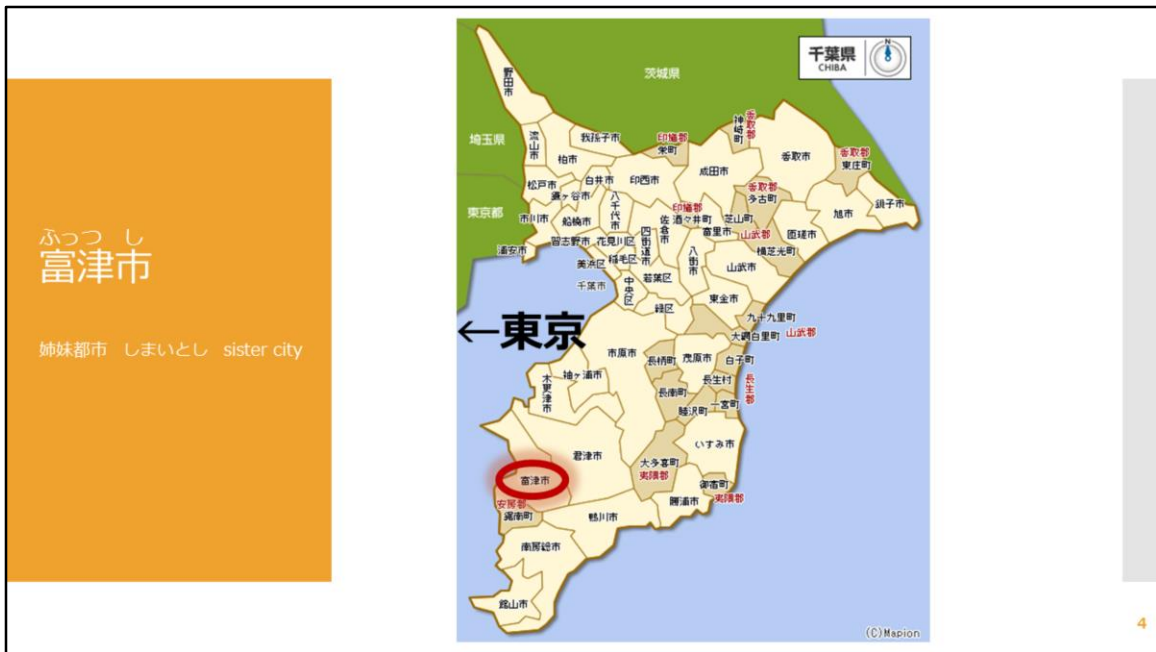 ふっつ し
富津市
姉妹都市 しまいとし sister city
千葉県
CHIBA
N
茨城県
埼玉県
東京都
野田市
流山市
我孫子市
柏市
印旛郡
栄町
神崎町
香取郡
香取市
香取郡
東庄町
成田市
松戸市
白井市
印西市
鎌ヶ谷市
八千代市
香取郡
多古町
旭市
銚子市
市川市
船橋市
佐倉市
印旛郡
酒々井町
芝山町
富里市
山武郡
匝瑳市
横芝光町
浦安市
習志野市
花見川区
四街道市
八街市
美浜区
稲毛区
若葉区
山武市
千葉市
中央区
緑区
東金市
九十九里町
大網白里町
山武郡
←東京
市原市
長柄町
茂原市
白子町
袖ヶ浦市
木更津市
長南町
長生村
長生郡
睦沢町
一宮町
いすみ市
君津市
大多喜町
夷隅郡
富津市
御宿町
夷隅郡
勝浦市
安房郡
鋸南町
鴨川市
南房総市
館山市
(C)Mapion
4